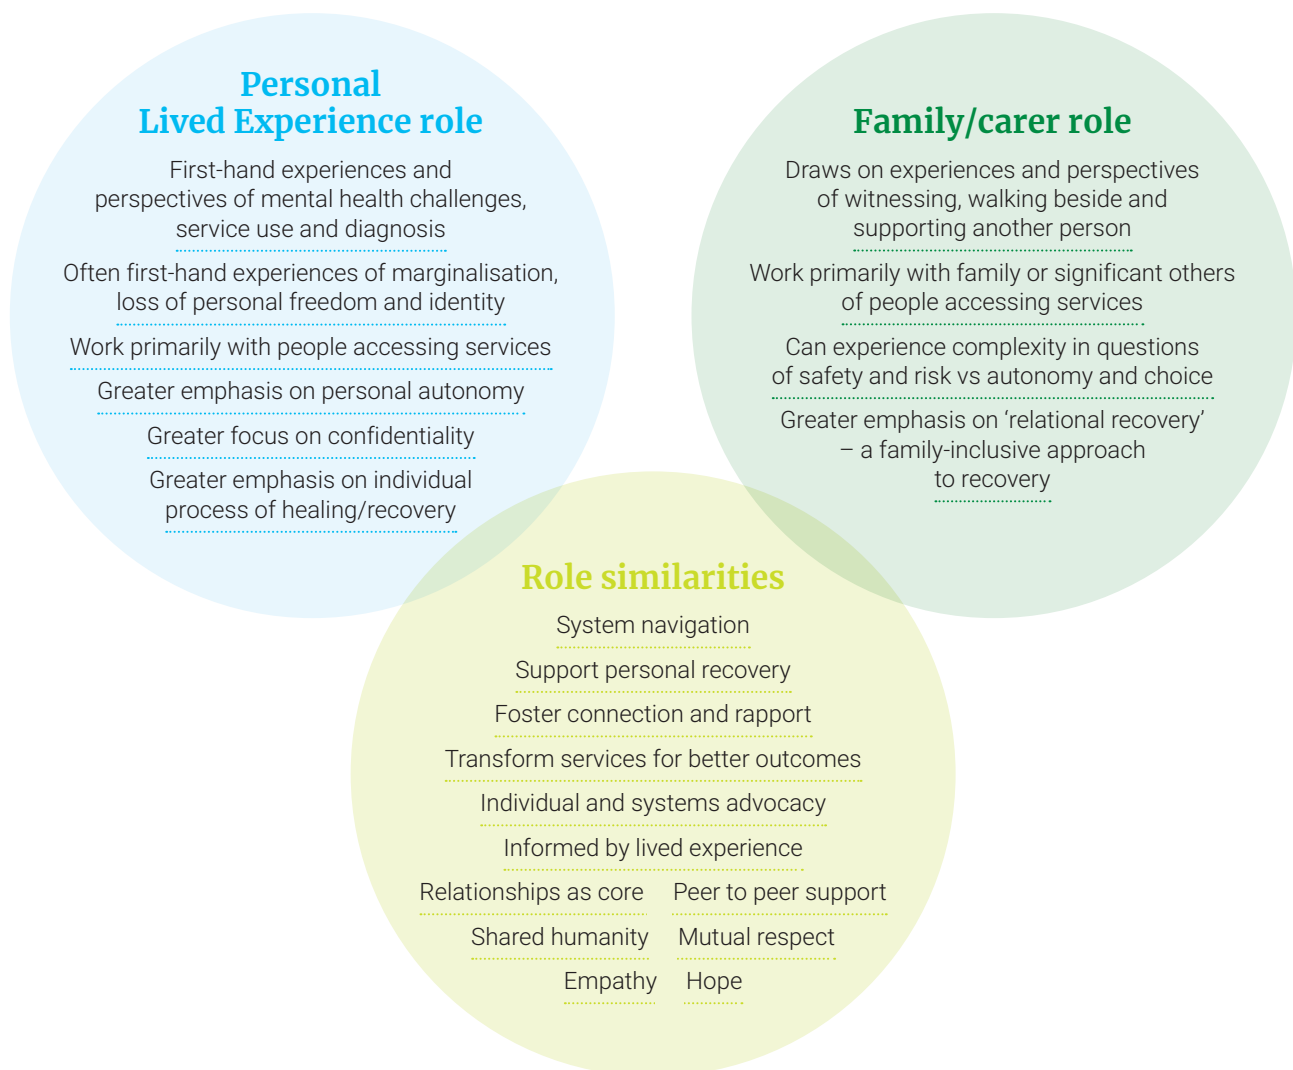 Personal
Lived Experience role
First-hand experiences and
perspectives of mental health challenges,
service use and diagnosis
Often first-hand experiences of marginalisation,
loss of personal freedom and identity
Work primarily with people accessing services
Greater emphasis on personal autonomy
Greater focus on confidentiality
Greater emphasis on individual
process of healing/recovery
Family/carer role
Draws on experiences and perspectives
of witnessing, walking beside and
supporting another person
Work primarily with family or significant others
of people accessing services
Can experience complexity in questions
of safety and risk vs autonomy and choice
Greater emphasis on ‘relational recovery’
– a family-inclusive approach
to recovery
Role similarities
System navigation
Support personal recovery
Foster connection and rapport
Transform services for better outcomes
Individual and systems advocacy
Informed by lived experience
Relationships as core Peer to peer support
Shared humanity Mutual respect
Empathy Hope